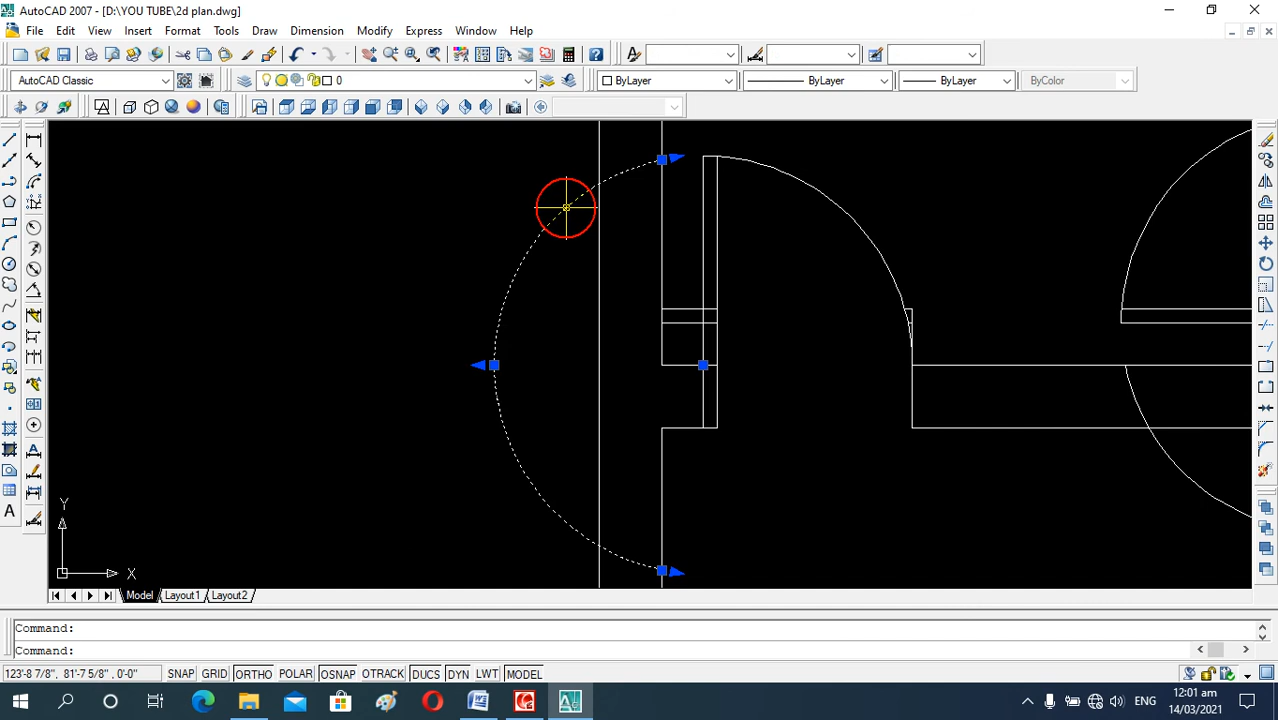 AutoCAD 2007 - [D:\YOU TUBE\2d plan.dwg]
File Edit View Insert Format Tools Draw Dimension Modify Express Window Help
AutoCAD Classic 0 ByLayer ByLayer ByLayer ByColor
Y
X
Model Layout1 Layout2
Command:
Command:
123'-8 7/8", 81'-7 5/8", 0'-0" SNAP GRID ORTHO POLAR OSNAP OTRACK DUCS DYN LWT MODEL
ENG 12:01 am
14/03/2021